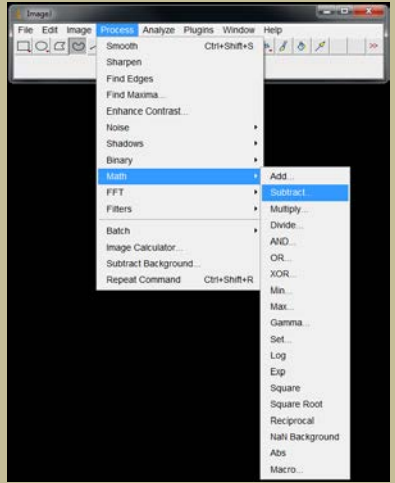 ImageJ
File Edit Image Process Analyze Plugins Window Help
>>
Smooth Ctrl+Shift+S
Sharpen
Find Edges
Find Maxima...
Enhance Contrast...
Noise
Shadows
Binary
Math
FFT
Filters
Batch
Image Calculator...
Subtract Background...
Repeat Command Ctrl+Shift+R
Add...
Subtract...
Multiply...
Divide...
AND...
OR...
XOR...
Min...
Max...
Gamma...
Set...
Log
Exp
Square
Square Root
Reciprocal
NaN Background
Abs
Macro...